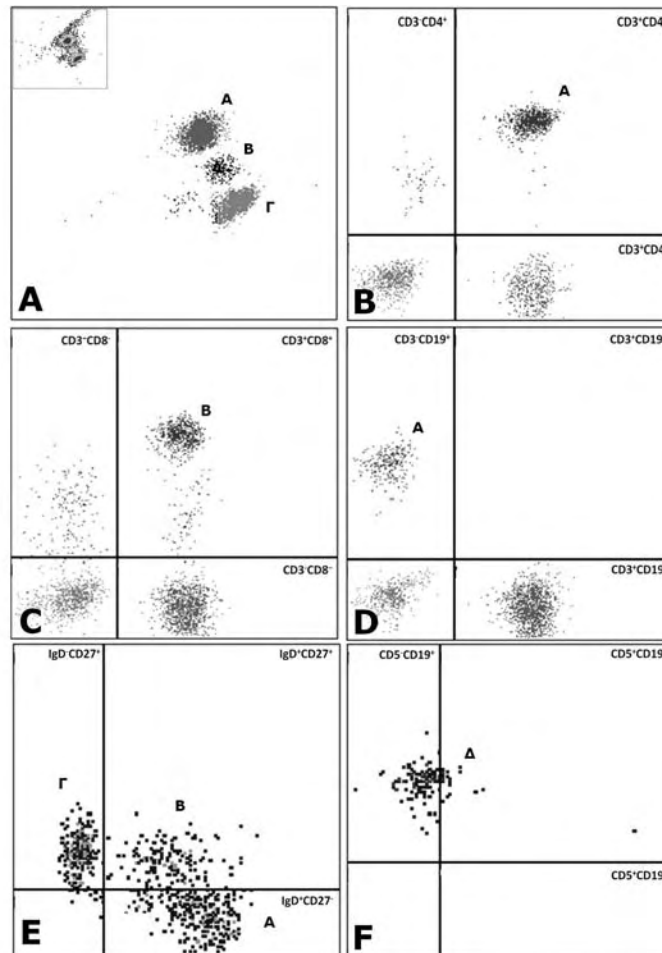 A
B
Γ
A
CD3⁻CD4⁺
CD3⁺CD4
A
CD3⁺CD4
B
CD3⁻CD8⁻
CD3⁺CD8⁺
B
CD3⁻CD8⁻
C
CD3⁻CD19⁺
CD3⁺CD19
A
CD3⁺CD19
D
IgD⁻CD27⁺
IgD⁺CD27⁺
Γ
B
IgD⁺CD27⁻
A
E
CD5⁻CD19⁺
CD5⁺CD19
Δ
CD5⁺CD19
F